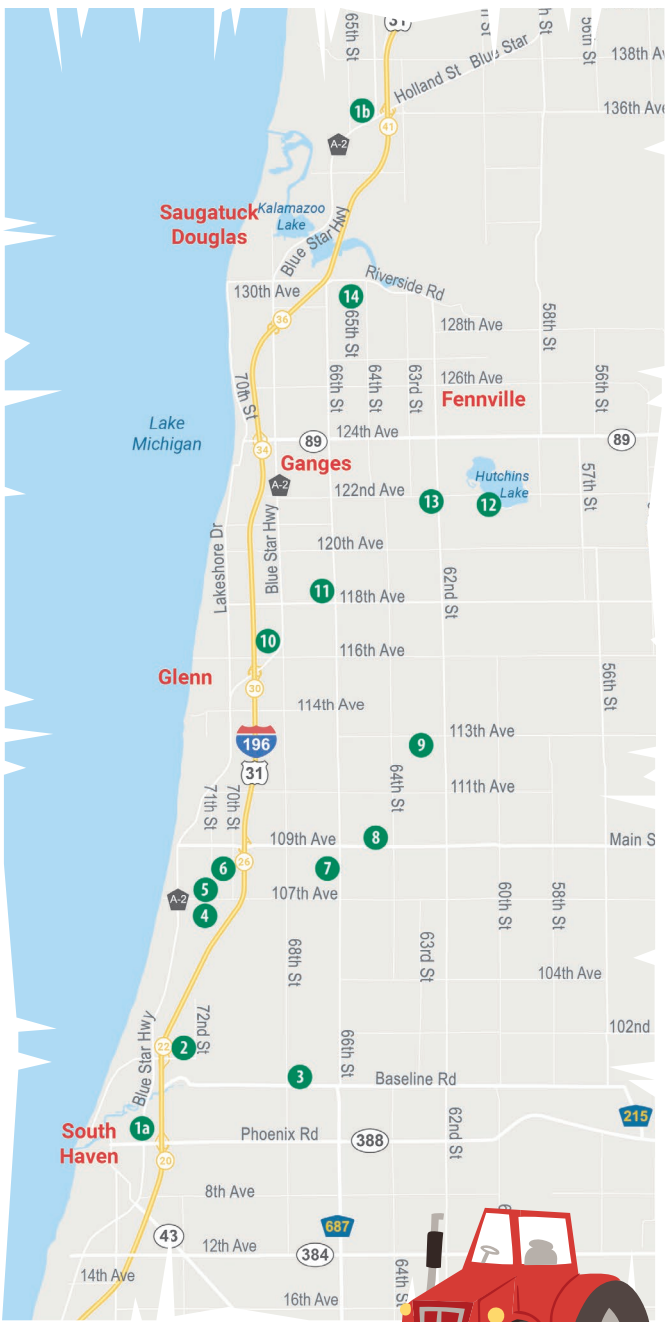 65th St
31
138th Av
Holland St
Blue Star
56th St
136th Ave
1b
41
A-2
Saugatuck
Douglas
Kalamazoo
Lake
Blue Star Hwy
Riverside Rd
130th Ave
14
36
65th St
128th Ave
58th St
70th St
66th St
64th St
63rd St
126th Ave
56th St
Fennville
Lake
Michigan
34
89
124th Ave
89
Ganges
A-2
122nd Ave
13
12
Hutchins
Lake
57th St
Lakeshore Dr
Blue Star Hwy
120th Ave
11
118th Ave
62nd St
10
116th Ave
Glenn
30
114th Ave
56th St
196
31
9
113th Ave
71th St
70th St
64th St
111th Ave
109th Ave
8
Main S
6
26
7
5
107th Ave
A-2
4
60th St
58th St
68th St
63rd St
104th Ave
Blue Star Hwy
72nd St
102nd
22
2
66th St
3
Baseline Rd
215
1a
South
Haven
Phoenix Rd
388
62nd St
20
8th Ave
687
43
12th Ave
384
14th Ave
64th St
16th Ave